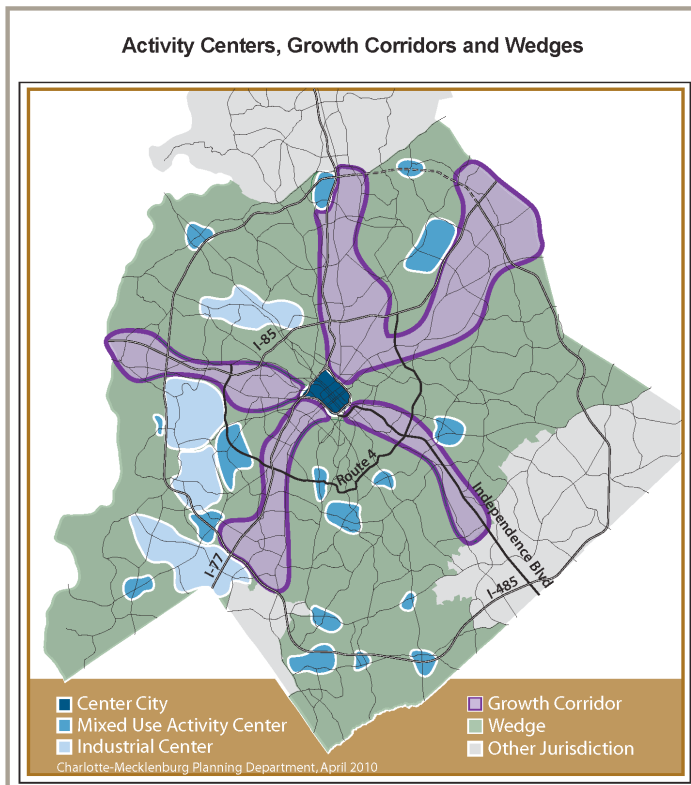 Activity Centers, Growth Corridors and Wedges
I-85
Route 4
Independence Blvd
I-77
I-485
Center City
Mixed Use Activity Center
Industrial Center
Growth Corridor
Wedge
Other Jurisdiction
Charlotte-Mecklenburg Planning Department, April 2010